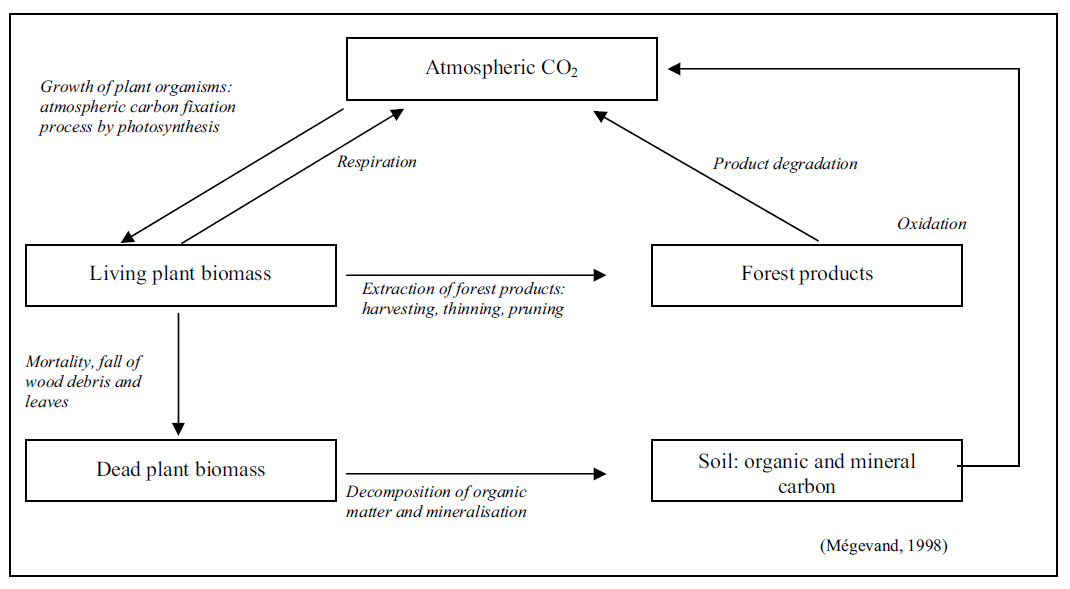 Atmospheric CO₂
Growth of plant organisms:
atmospheric carbon fixation
process by photosynthesis
Respiration
Product degradation
Oxidation
Living plant biomass
Forest products
Extraction of forest products:
harvesting, thinning, pruning
Mortality, fall of
wood debris and
leaves
Dead plant biomass
Soil: organic and mineral
carbon
Decomposition of organic
matter and mineralisation
(Mégevand, 1998)